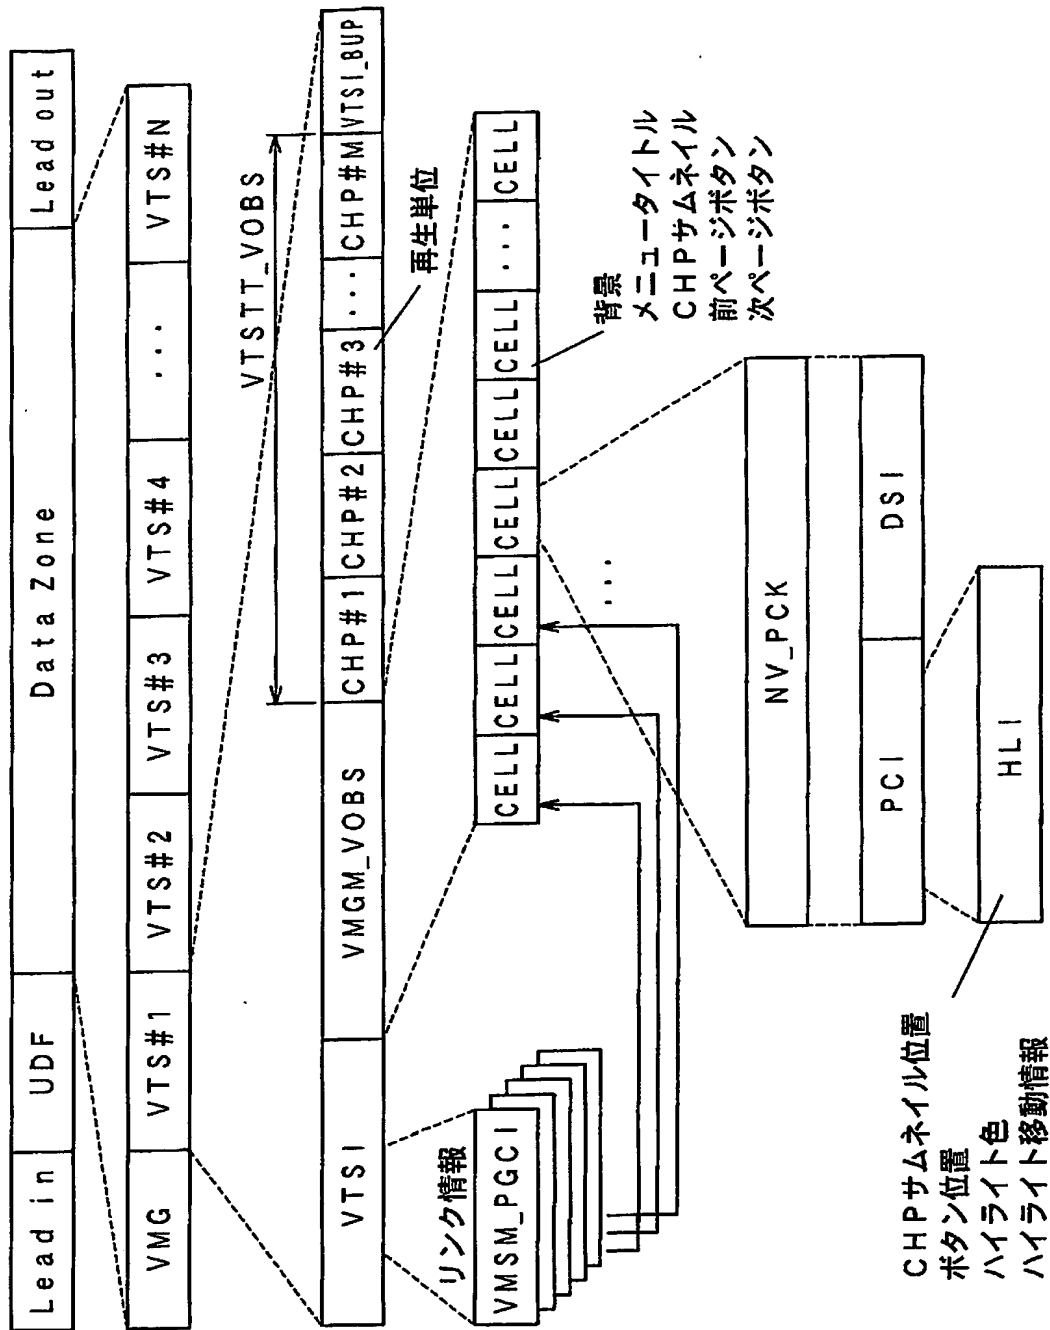 Lead in
UDF
Data Zone
Lead out
VMG
VTS#1
VTS#2
VTS#3
VTS#4
...
VTS#N
VTSTT_VOBS
VTSI
VMGM_VOBS
CHP#1
CHP#2
CHP#3
...
CHP#M
VTSI_BUP
再生単位
リンク情報
VMSM_PGCI
CELL
CELL
CELL
CELL
CELL
CELL
...
CELL
...
背景
メニュータイトル
CHPサムネイル
前ページボタン
次ページボタン
NV_PCK
PCI
DSI
HLI
CHPサムネイル位置
ボタン位置
ハイライト色
ハイライト移動情報